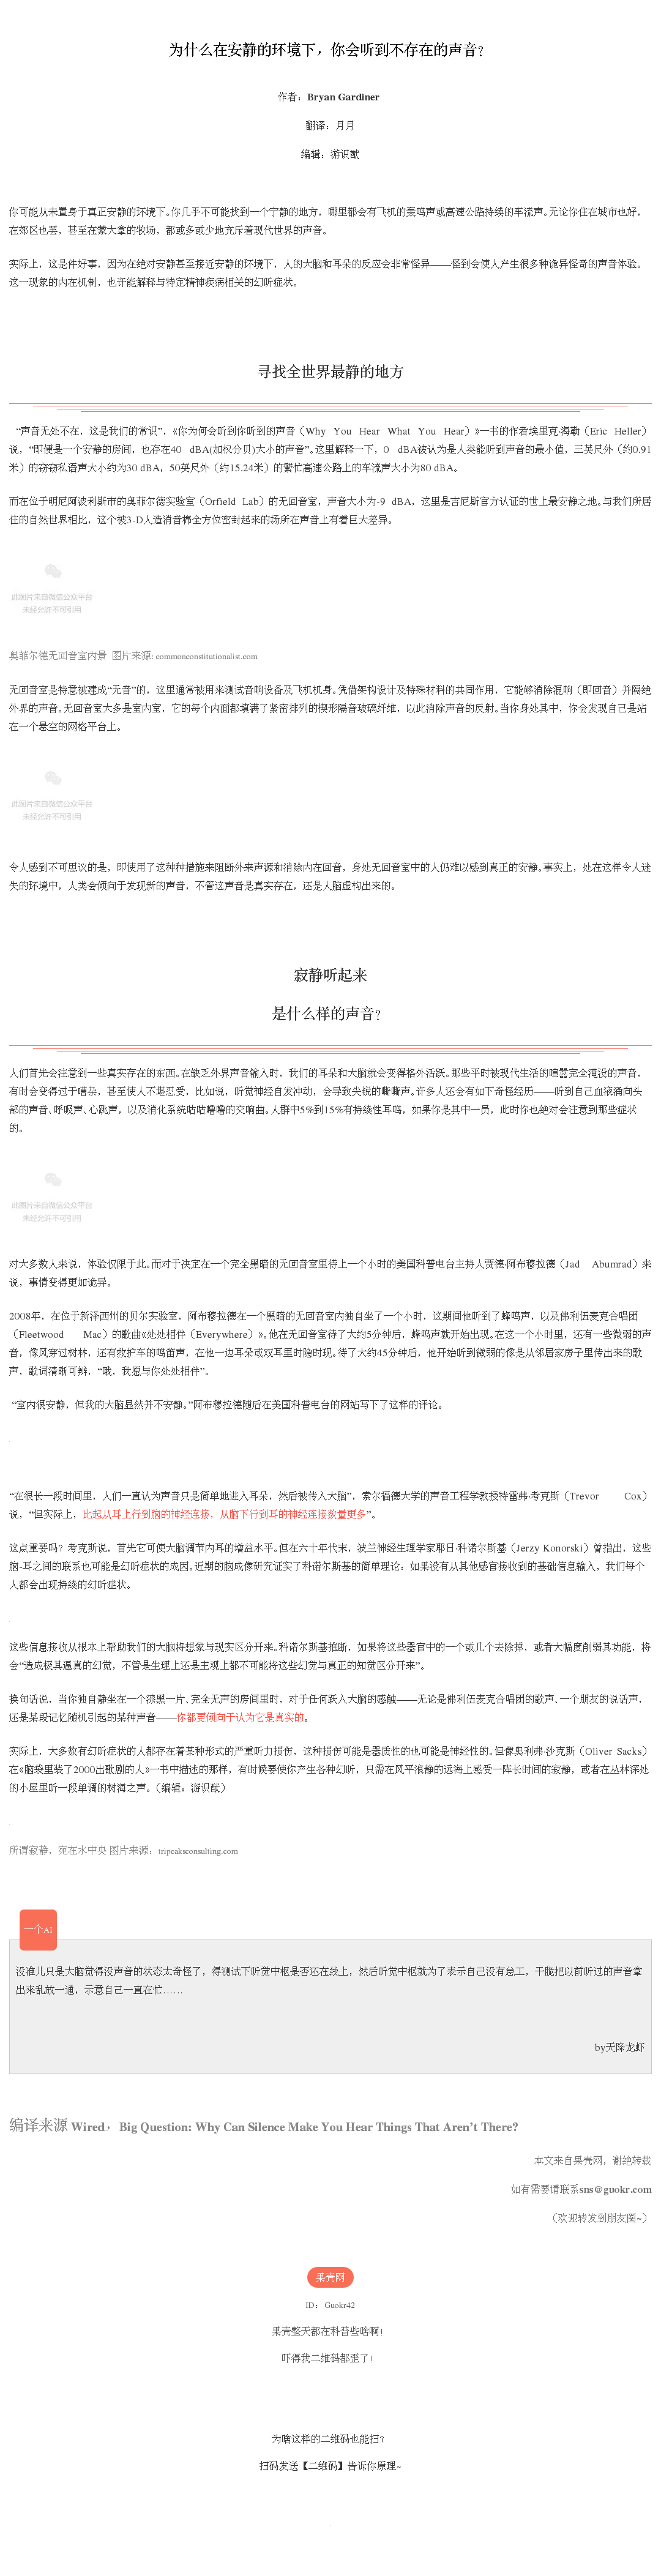 为什么在安静的环境下，你会听到不存在的声音?
作者：Bryan Gardiner
翻译：月月
编辑：游识猷
你可能从未置身于真正安静的环境下。你几乎不可能找到一个宁静的地方，哪里都会有飞机的轰鸣声或高速公路持续的车流声。无论你住在城市也好，
在郊区也罢，甚至在蒙大拿的牧场，都或多或少地充斥着现代世界的声音。
实际上，这是件好事，因为在绝对安静甚至接近安静的环境下，人的大脑和耳朵的反应会非常怪异——怪到会使人产生很多种诡异怪奇的声音体验。
这一现象的内在机制，也许能解释与特定精神疾病相关的幻听症状。
寻找全世界最静的地方
“声音无处不在，这是我们的常识”，《你为何会听到你听到的声音（Why You Hear What You Hear）》一书的作者埃里克·海勒（Eric Heller）
说，“即便是一个安静的房间，也存在40 dBA(加权分贝)大小的声音”。这里解释一下，0 dBA被认为是人类能听到声音的最小值，三英尺外（约0.91
米）的窃窃私语声大小约为30 dBA，50英尺外（约15.24米）的繁忙高速公路上的车流声大小为80 dBA。
而在位于明尼阿波利斯市的奥菲尔德实验室（Orfield Lab）的无回音室，声音大小为-9 dBA，这里是吉尼斯官方认证的世上最安静之地。与我们所居
住的自然世界相比，这个被3-D人造消音楔全方位密封起来的场所在声音上有着巨大差异。
此图片来自微信公众平台
未经允许不可引用
奥菲尔德无回音室内景 图片来源: commonconstitutionalist.com
无回音室是特意被建成“无音”的，这里通常被用来测试音响设备及飞机机身。凭借架构设计及特殊材料的共同作用，它能够消除混响（即回音）并隔绝
外界的声音。无回音室大多是室内室，它的每个内面都填满了紧密排列的楔形隔音玻璃纤维，以此消除声音的反射。当你身处其中，你会发现自己是站
在一个悬空的网格平台上。
此图片来自微信公众平台
未经允许不可引用
令人感到不可思议的是，即使用了这种种措施来阻断外来声源和消除内在回音，身处无回音室中的人仍难以感到真正的安静。事实上，处在这样令人迷
失的环境中，人类会倾向于发现新的声音，不管这声音是真实存在，还是人脑虚构出来的。
寂静听起来
是什么样的声音?
人们首先会注意到一些真实存在的东西。在缺乏外界声音输入时，我们的耳朵和大脑就会变得格外活跃。那些平时被现代生活的喧嚣完全淹没的声音，
有时会变得过于嘈杂，甚至使人不堪忍受，比如说，听觉神经自发冲动，会导致尖锐的嘶嘶声。许多人还会有如下奇怪经历——听到自己血液涌向头
部的声音、呼吸声、心跳声，以及消化系统咕咕噜噜的交响曲。人群中5%到15%有持续性耳鸣，如果你是其中一员，此时你也绝对会注意到那些症状
的。
此图片来自微信公众平台
未经允许不可引用
对大多数人来说，体验仅限于此。而对于决定在一个完全黑暗的无回音室里待上一个小时的美国科普电台主持人贾德·阿布穆拉德（Jad Abumrad）来
说，事情变得更加诡异。
2008年，在位于新泽西州的贝尔实验室，阿布穆拉德在一个黑暗的无回音室内独自坐了一个小时，这期间他听到了蜂鸣声，以及佛利伍麦克合唱团
（Fleetwood Mac）的歌曲《处处相伴（Everywhere）》。他在无回音室待了大约5分钟后，蜂鸣声就开始出现。在这一个小时里，还有一些微弱的声
音，像风穿过树林，还有救护车的鸣笛声，在他一边耳朵或双耳里时隐时现。待了大约45分钟后，他开始听到微弱的像是从邻居家房子里传出来的歌
声，歌词清晰可辨，“哦，我愿与你处处相伴”。
“室内很安静，但我的大脑显然并不安静。”阿布穆拉德随后在美国科普电台的网站写下了这样的评论。
“在很长一段时间里，人们一直认为声音只是简单地进入耳朵，然后被传入大脑”，索尔福德大学的声音工程学教授特雷弗·考克斯（Trevor Cox）
说，“但实际上，比起从耳上行到脑的神经连接，从脑下行到耳的神经连接数量更多”。
这点重要吗？考克斯说，首先它可使大脑调节内耳的增益水平。但在六十年代末，波兰神经生理学家耶日·科诺尔斯基（Jerzy Konorski）曾指出，这些
脑-耳之间的联系也可能是幻听症状的成因。近期的脑成像研究证实了科诺尔斯基的简单理论：如果没有从其他感官接收到的基础信息输入，我们每个
人都会出现持续的幻听症状。
这些信息接收从根本上帮助我们的大脑将想象与现实区分开来。科诺尔斯基推断，如果将这些器官中的一个或几个去除掉，或者大幅度削弱其功能，将
会“造成极其逼真的幻觉，不管是生理上还是主观上都不可能将这些幻觉与真正的知觉区分开来”。
换句话说，当你独自静坐在一个漆黑一片、完全无声的房间里时，对于任何跃入大脑的感触——无论是佛利伍麦克合唱团的歌声、一个朋友的说话声，
还是某段记忆随机引起的某种声音——你都更倾向于认为它是真实的。
实际上，大多数有幻听症状的人都存在着某种形式的严重听力损伤，这种损伤可能是器质性的也可能是神经性的。但像奥利弗·沙克斯（Oliver Sacks）
在《脑袋里装了2000出歌剧的人》一书中描述的那样，有时候要使你产生各种幻听，只需在风平浪静的远海上感受一阵长时间的寂静，或者在丛林深处
的小屋里听一段单调的树海之声。（编辑：游识猷）
所谓寂静，宛在水中央 图片来源：tripeaksconsulting.com
一个AI
没准儿只是大脑觉得没声音的状态太奇怪了，得测试下听觉中枢是否还在线上，然后听觉中枢就为了表示自己没有怠工，干脆把以前听过的声音拿
出来乱放一通，示意自己一直在忙……
by天降龙虾
编译来源 Wired， Big Question: Why Can Silence Make You Hear Things That Aren’t There?
本文来自果壳网，谢绝转载
如有需要请联系sns@guokr.com
（欢迎转发到朋友圈~）
果壳网
ID： Guokr42
果壳整天都在科普些啥啊!
吓得我二维码都歪了!
为啥这样的二维码也能扫?
扫码发送【二维码】告诉你原理~